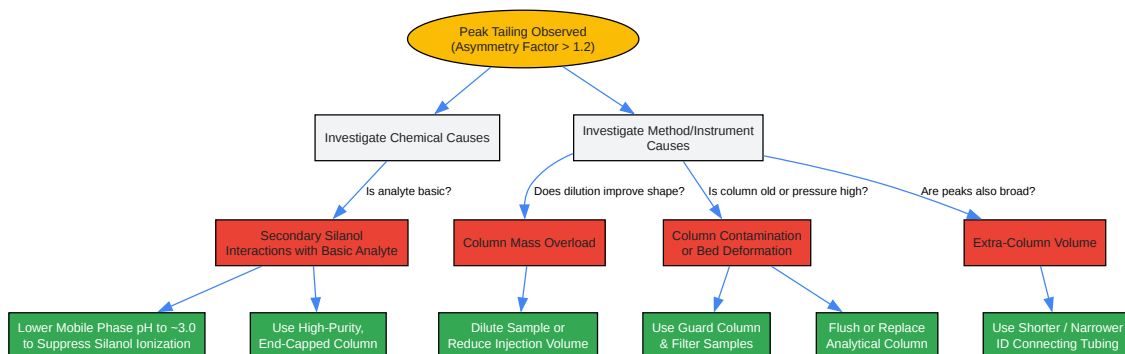 Peak Tailing Observed
(Asymmetry Factor > 1.2)
Investigate Chemical Causes
Investigate Method/Instrument
Causes
Is analyte basic?
Does dilution improve shape?
Is column old or pressure high?
Are peaks also broad?
Secondary Silanol
Interactions with Basic Analyte
Column Mass Overload
Column Contamination
or Bed Deformation
Extra-Column Volume
Lower Mobile Phase pH to ~3.0
to Suppress Silanol Ionization
Use High-Purity,
End-Capped Column
Dilute Sample or
Reduce Injection Volume
Use Guard Column
& Filter Samples
Flush or Replace
Analytical Column
Use Shorter / Narrower
ID Connecting Tubing